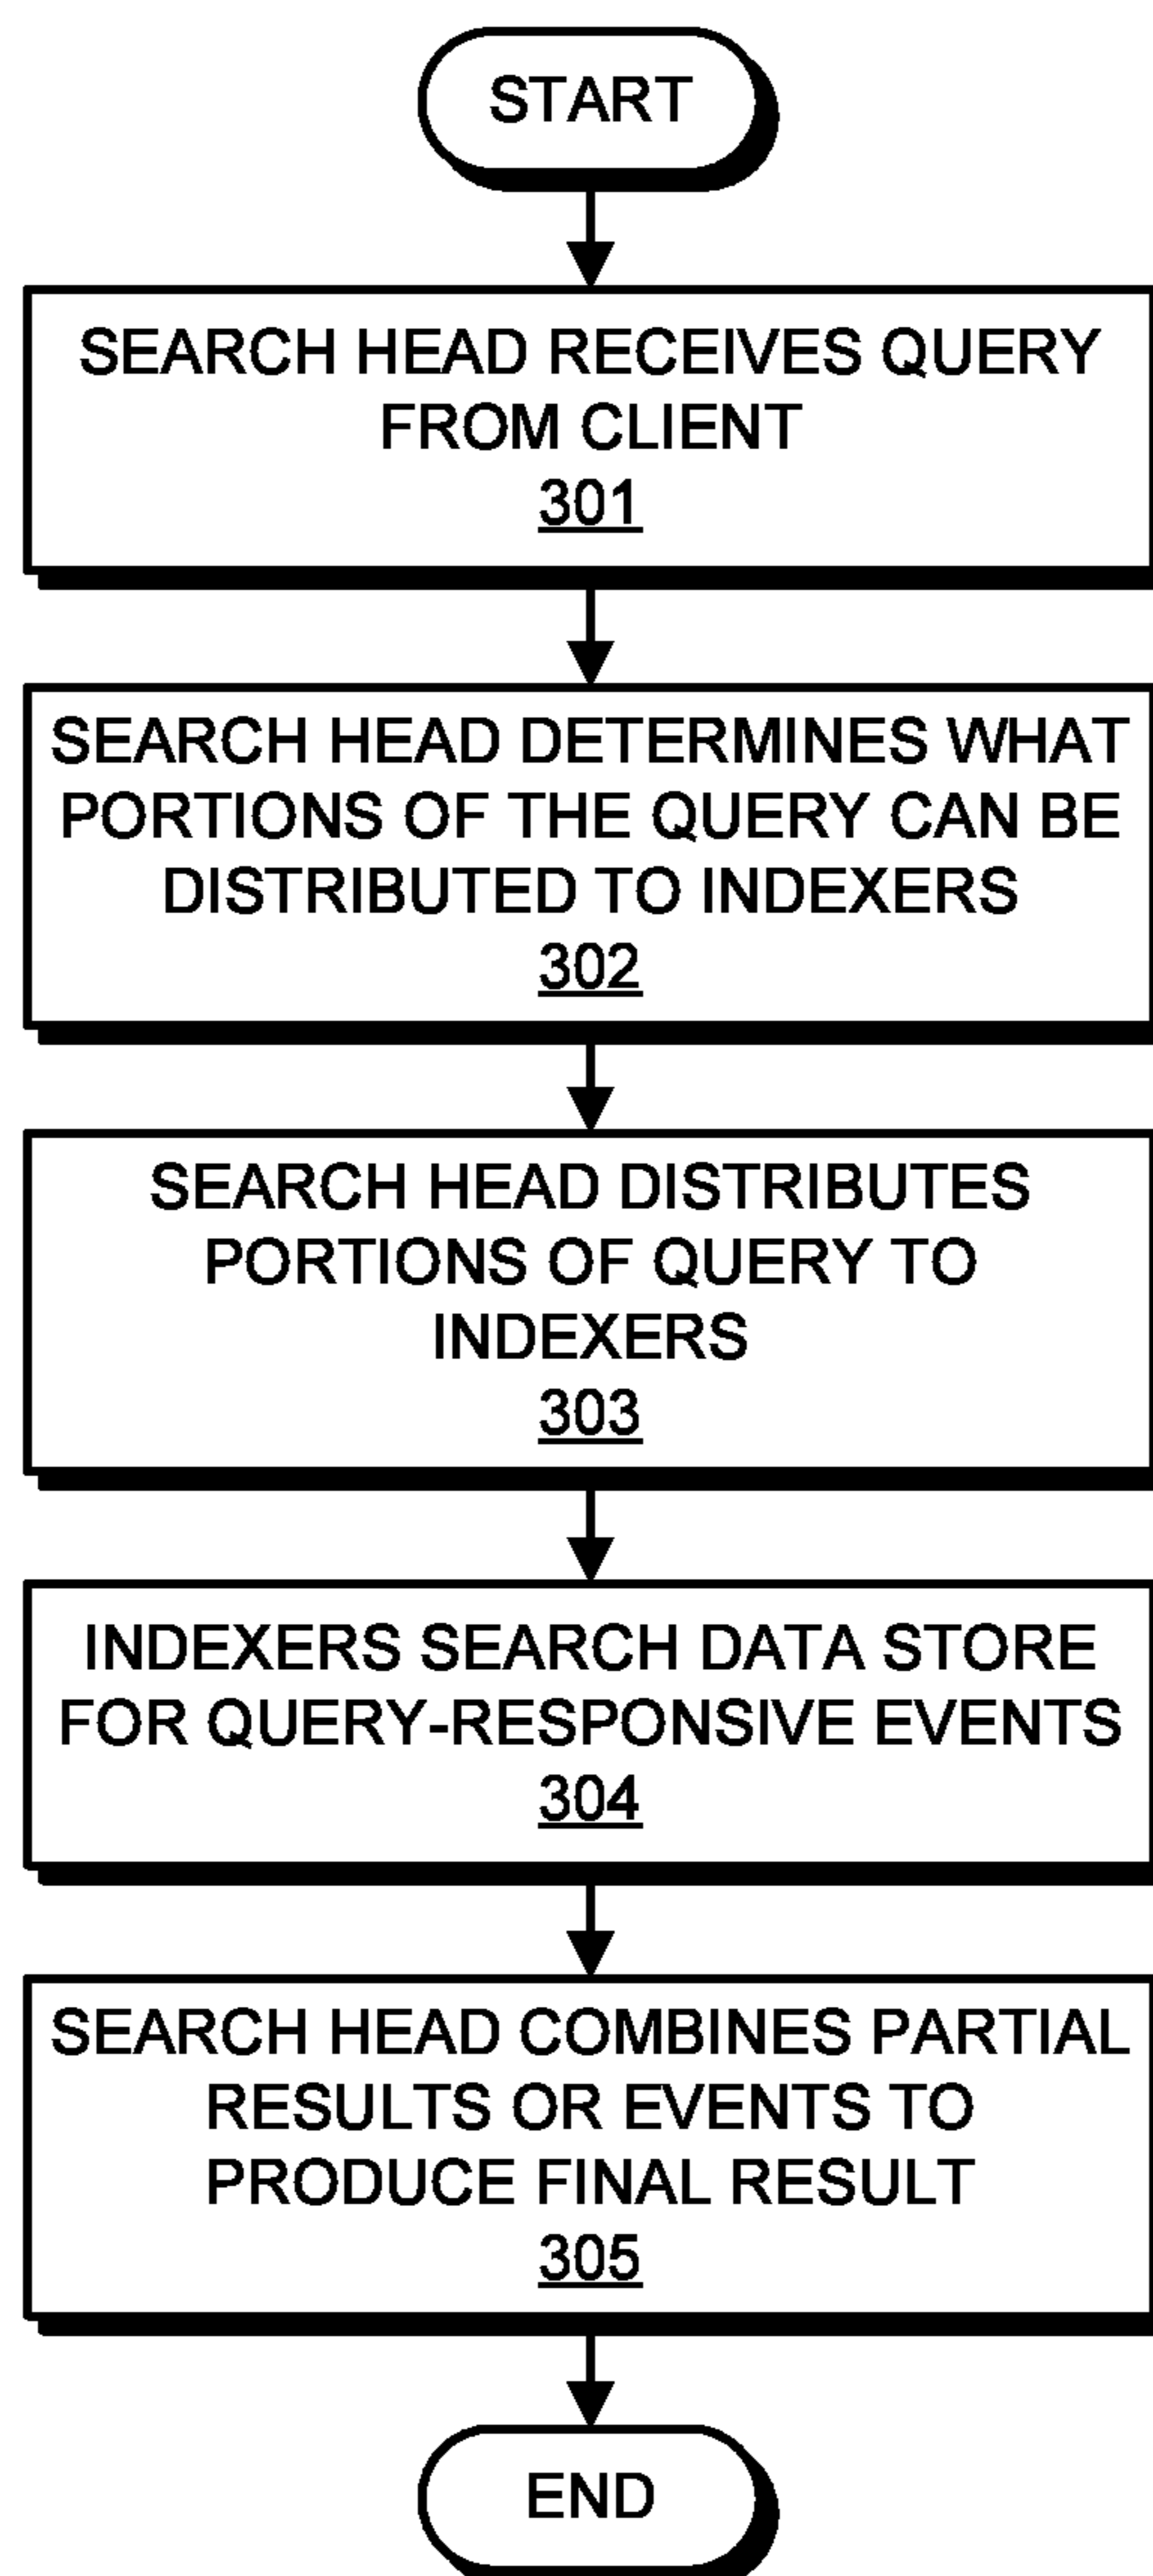 START
SEARCH HEAD RECEIVES QUERY
FROM CLIENT
301
SEARCH HEAD DETERMINES WHAT
PORTIONS OF THE QUERY CAN BE
DISTRIBUTED TO INDEXERS
302
SEARCH HEAD DISTRIBUTES
PORTIONS OF QUERY TO
INDEXERS
303
INDEXERS SEARCH DATA STORE
FOR QUERY-RESPONSIVE EVENTS
304
SEARCH HEAD COMBINES PARTIAL
RESULTS OR EVENTS TO
PRODUCE FINAL RESULT
305
END